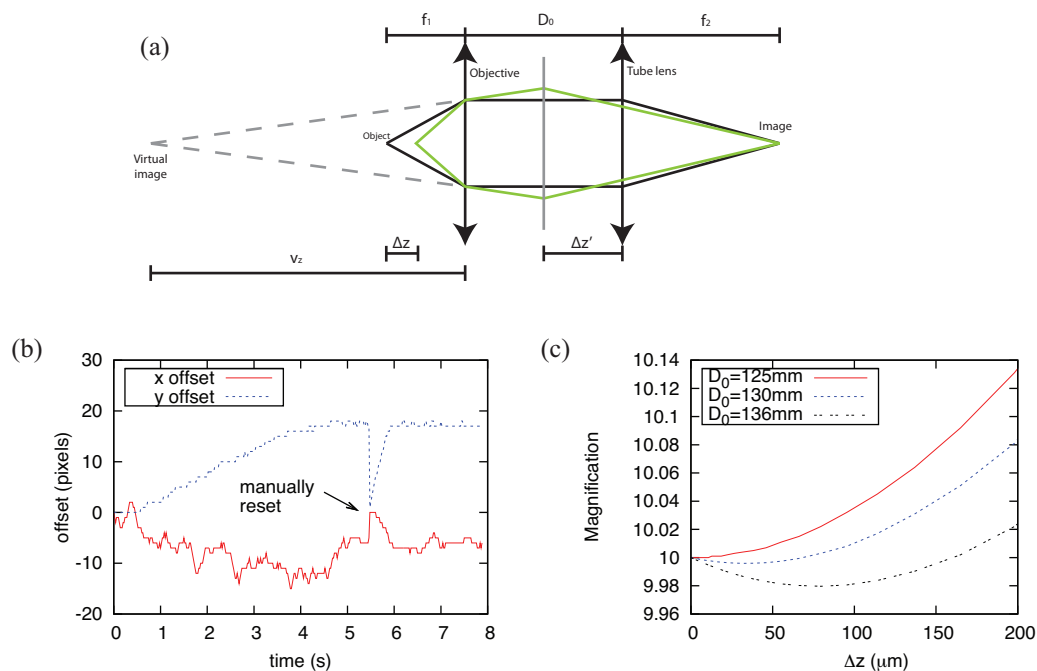 (a)
f₁ D₀ f₂
Objective
Tube lens
Object
Image
Virtual
image
Δz
Δz'
v_z
(b)
30
20
10
0
-10
-20
x offset
y offset
manually
reset
offset (pixels)
0 1 2 3 4 5 6 7 8
time (s)
(c)
10.14
10.12
10.1
10.08
10.06
10.04
10.02
10
9.98
9.96
D₀=125mm
D₀=130mm
D₀=136mm
Magnification
0 50 100 150 200
Δz (μm)